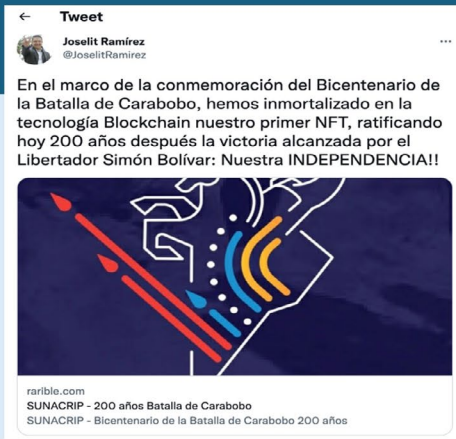 Tweet
Joselit Ramírez
@JoselitRamirez
En el marco de la conmemoración del Bicentenario de
la Batalla de Carabobo, hemos inmortalizado en la
tecnología Blockchain nuestro primer NFT, ratificando
hoy 200 años después la victoria alcanzada por el
Libertador Simón Bolívar: Nuestra INDEPENDENCIA!!
rarible.com
SUNACRIP - 200 años Batalla de Carabobo
SUNACRIP - Bicentenario de la Batalla de Carabobo 200 años